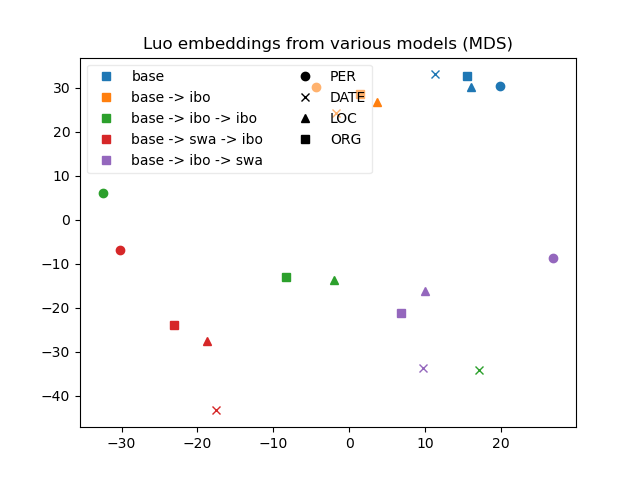 Luo embeddings from various models (MDS)
base
base -> ibo
base -> ibo -> ibo
base -> swa -> ibo
base -> ibo -> swa
PER
DATE
LOC
ORG
30
20
10
0
−10
−20
−30
−40
−30 −20 −10 0 10 20